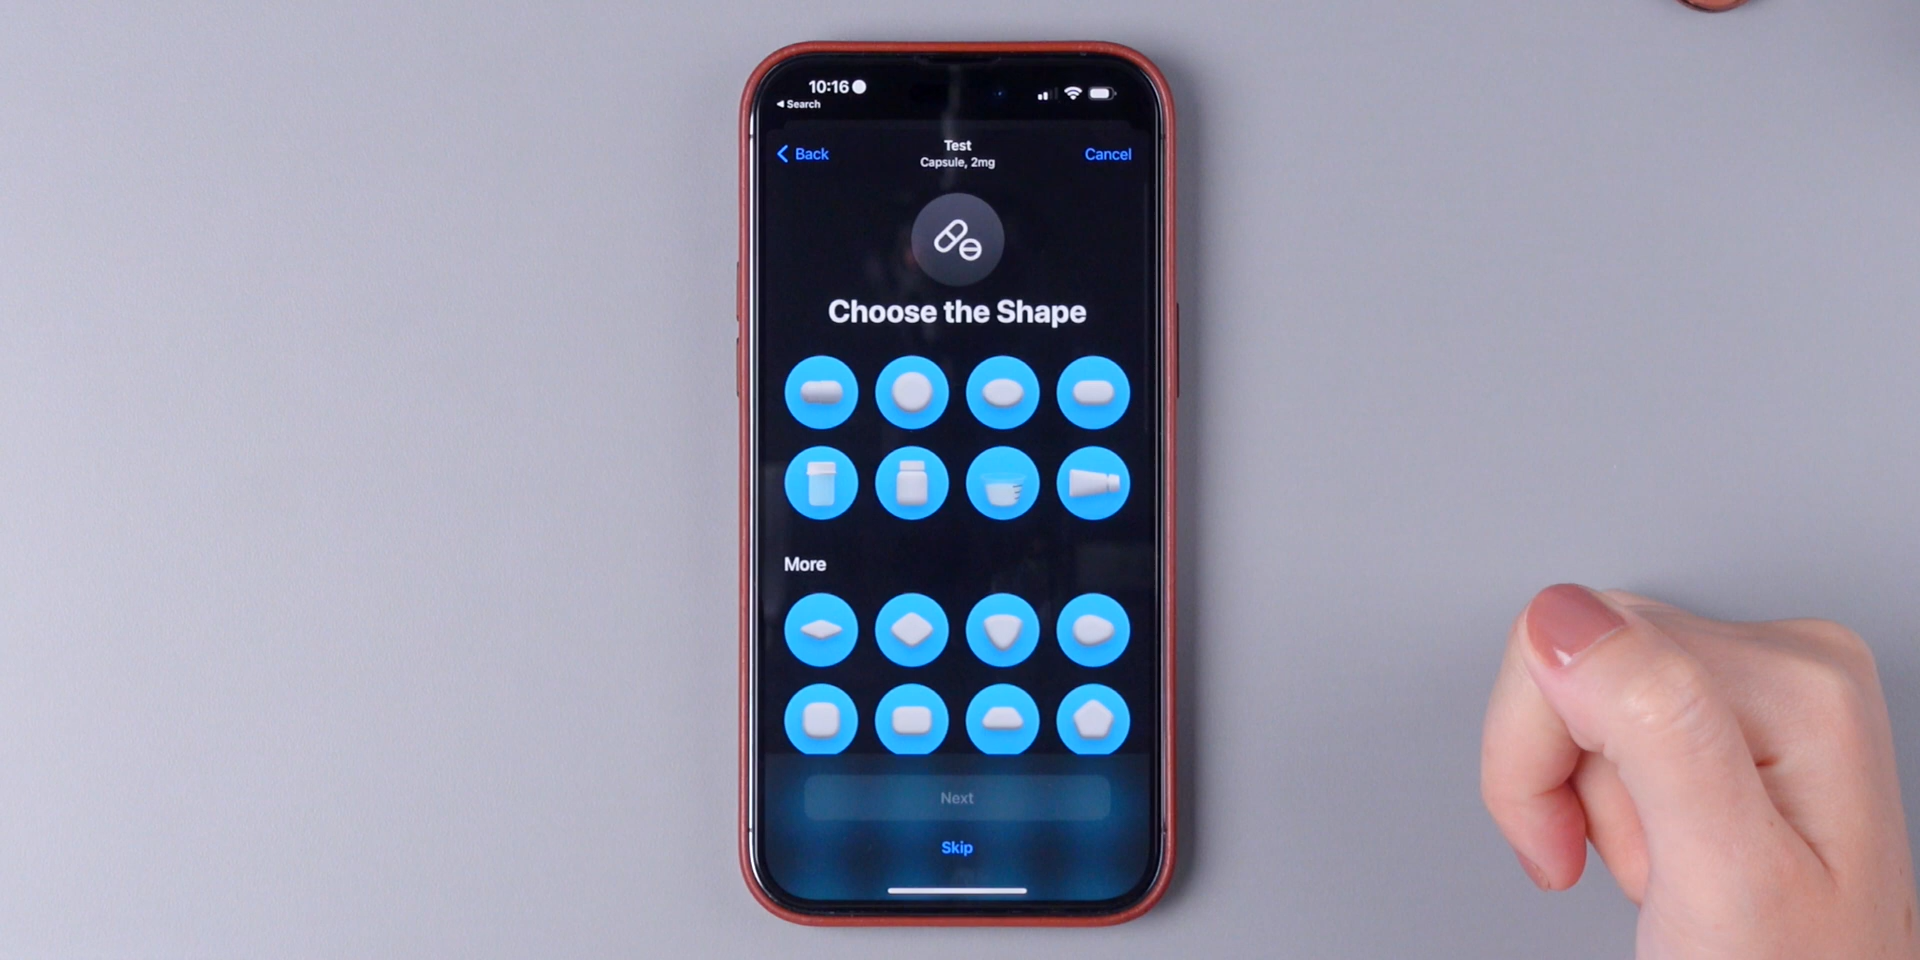 10:16
Search
Back
Test
Cancel
Capsule, 2mg
Choose the Shape
More
Next
Skip